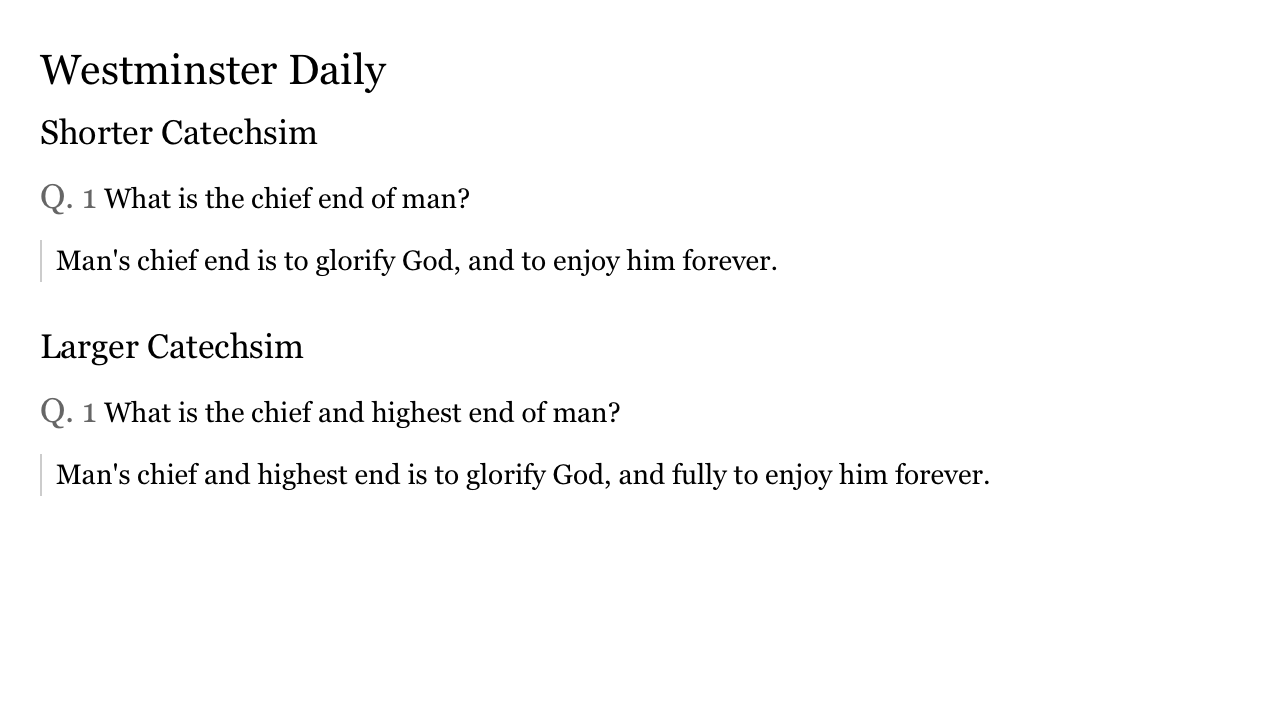 Westminster Daily
Shorter Catechsim
Q. 1 What is the chief end of man?
Man's chief end is to glorify God, and to enjoy him forever.
Larger Catechsim
Q. 1 What is the chief and highest end of man?
Man's chief and highest end is to glorify God, and fully to enjoy him forever.